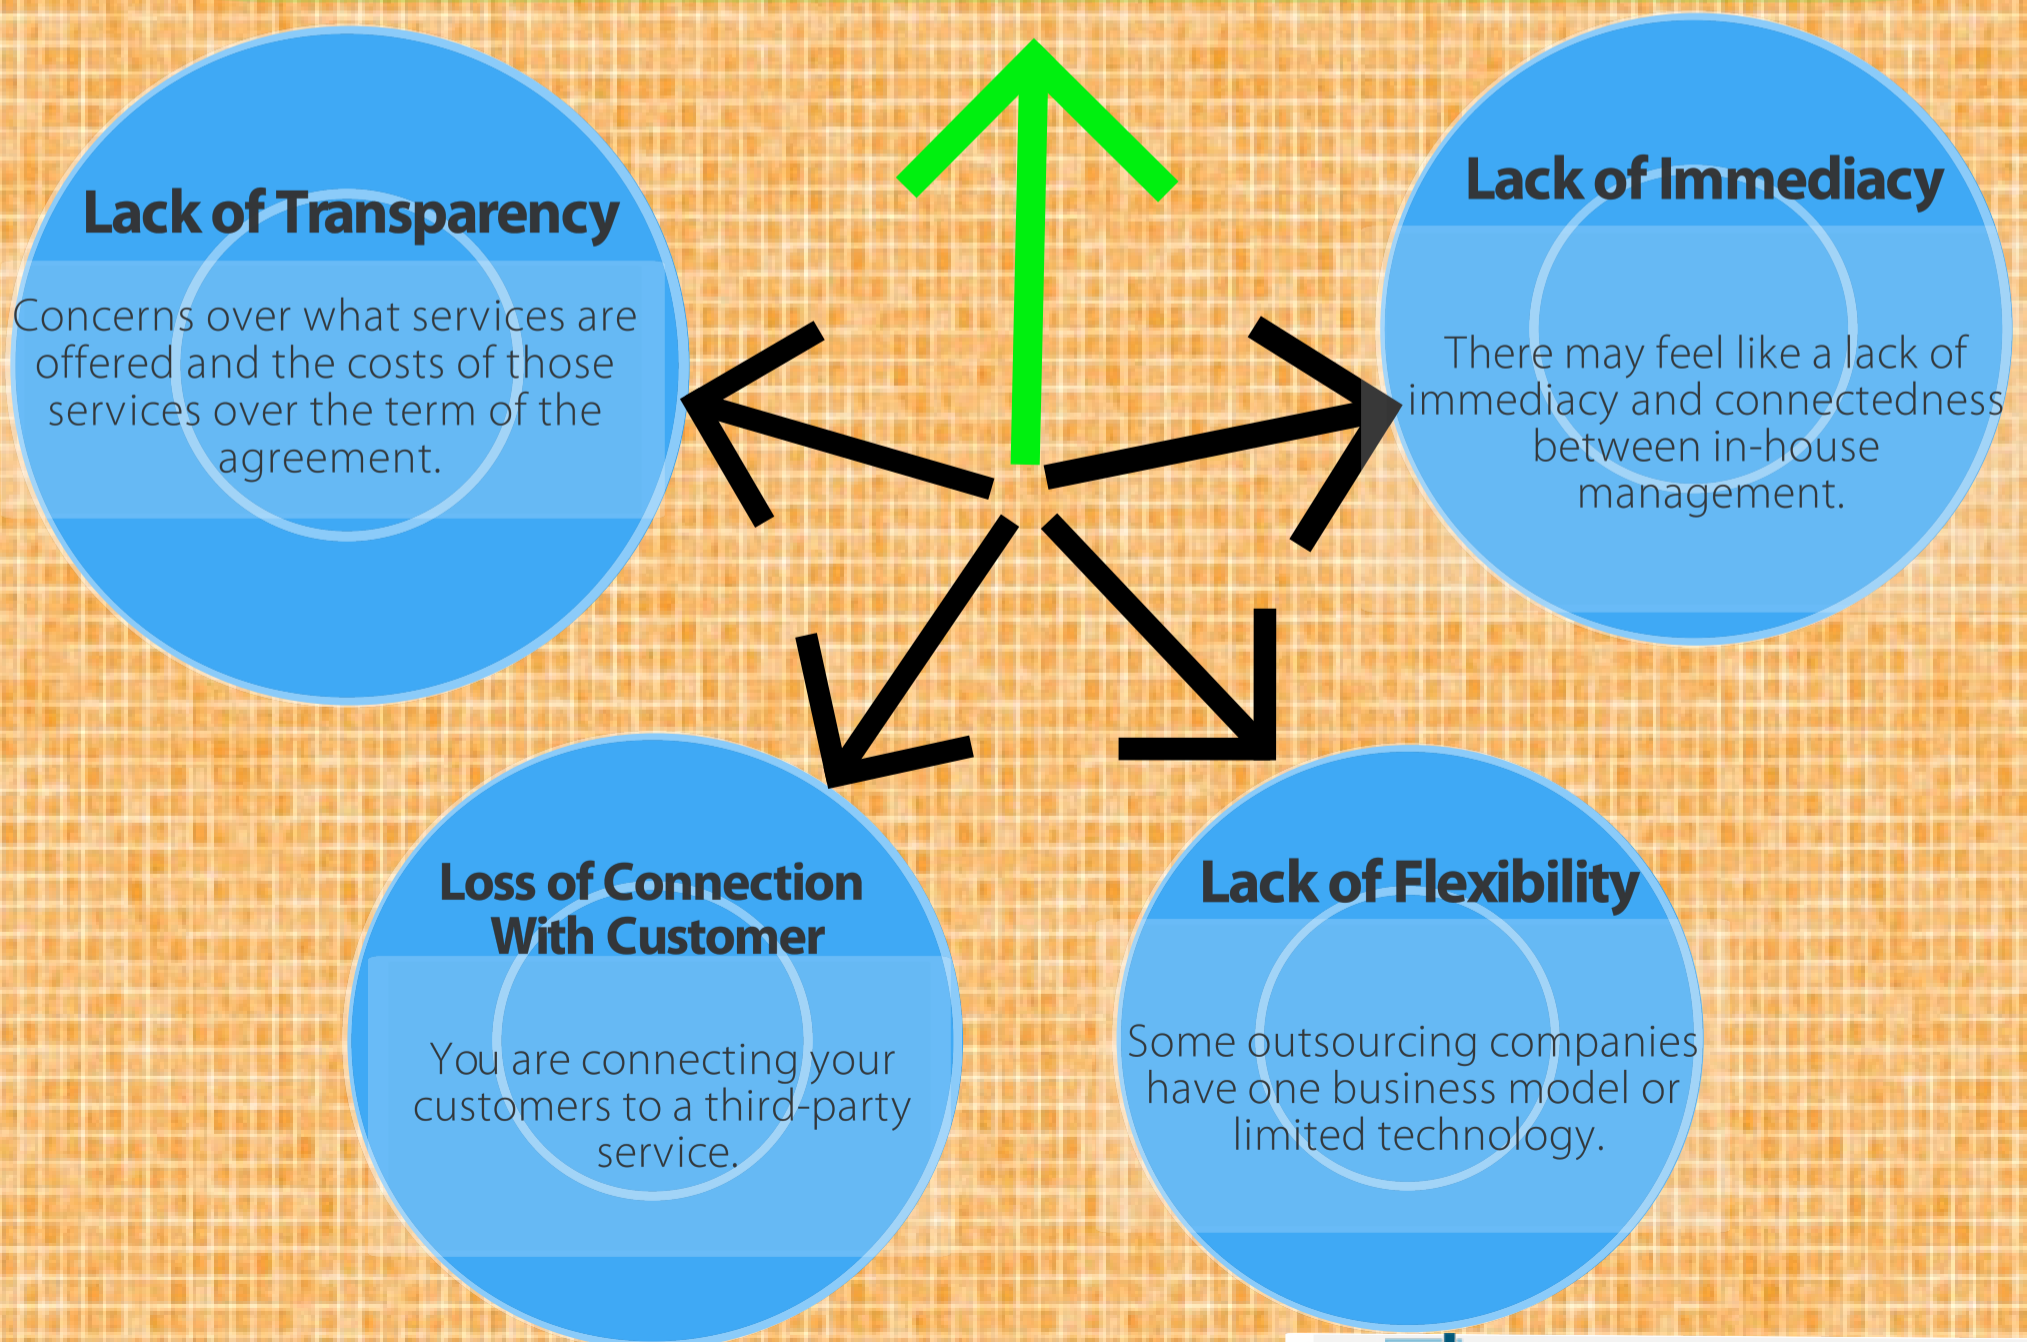 Lack of Transparency
Concerns over what services are
offered and the costs of those
services over the term of the
agreement.
Lack of Immediacy
There may feel like a lack of
immediacy and connectedness
between in-house
management.
Loss of Connection
With Customer
You are connecting your
customers to a third-party
service.
Lack of Flexibility
Some outsourcing companies
have one business model or
limited technology.